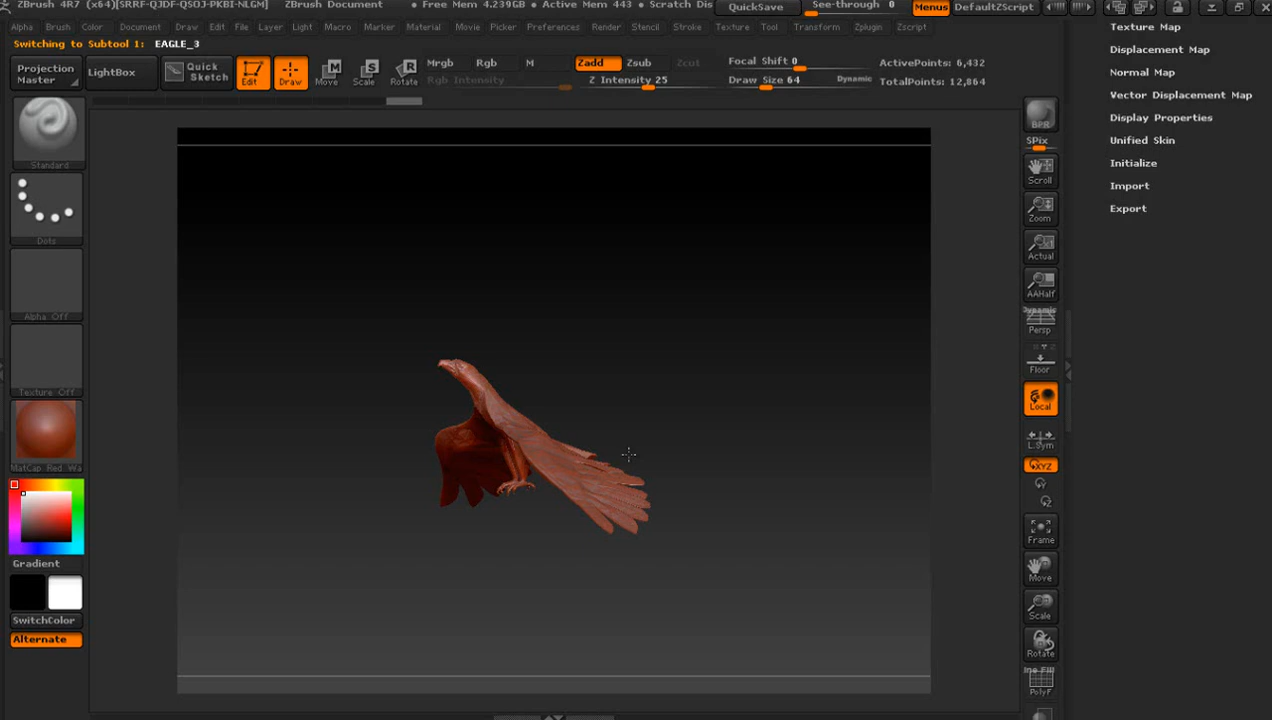 ZBrush 4R7 (x64)[SRRF-QJDF-QSOJ-PKBI-NLGM] ZBrush Document • Free Mem 4.239GB • Active Mem 443 • Scratch Dis QuickSave See-through 0 Menus DefaultZScript
Alpha Brush Color Document Draw Edit File Layer Light Macro Marker Material Movie Picker Preferences Render Stencil Stroke Texture Tool Transform Zplugin Zscript
Switching to Subtool 1: EAGLE_3
Projection Master
LightBox
Quick Sketch
Edit
Draw
Move
Scale
Rotate
Mrgb Rgb M
Rgb Intensity
Zadd Zsub Zcut
Z Intensity 25
Focal Shift 0
Draw Size 64 Dynamic
ActivePoints: 6,432
TotalPoints: 12,864
Standard
Dots
Alpha Off
Texture Off
MatCap Red Wa
Gradient
SwitchColor
Alternate
BPR
SPix
Scroll
Zoom
Actual
AAHalf
Dynamic
Persp
Floor
Local
L.Sym
XYZ
Frame
Move
Scale
Rotate
Line Fill
PolyF
Texture Map
Displacement Map
Normal Map
Vector Displacement Map
Display Properties
Unified Skin
Initialize
Import
Export